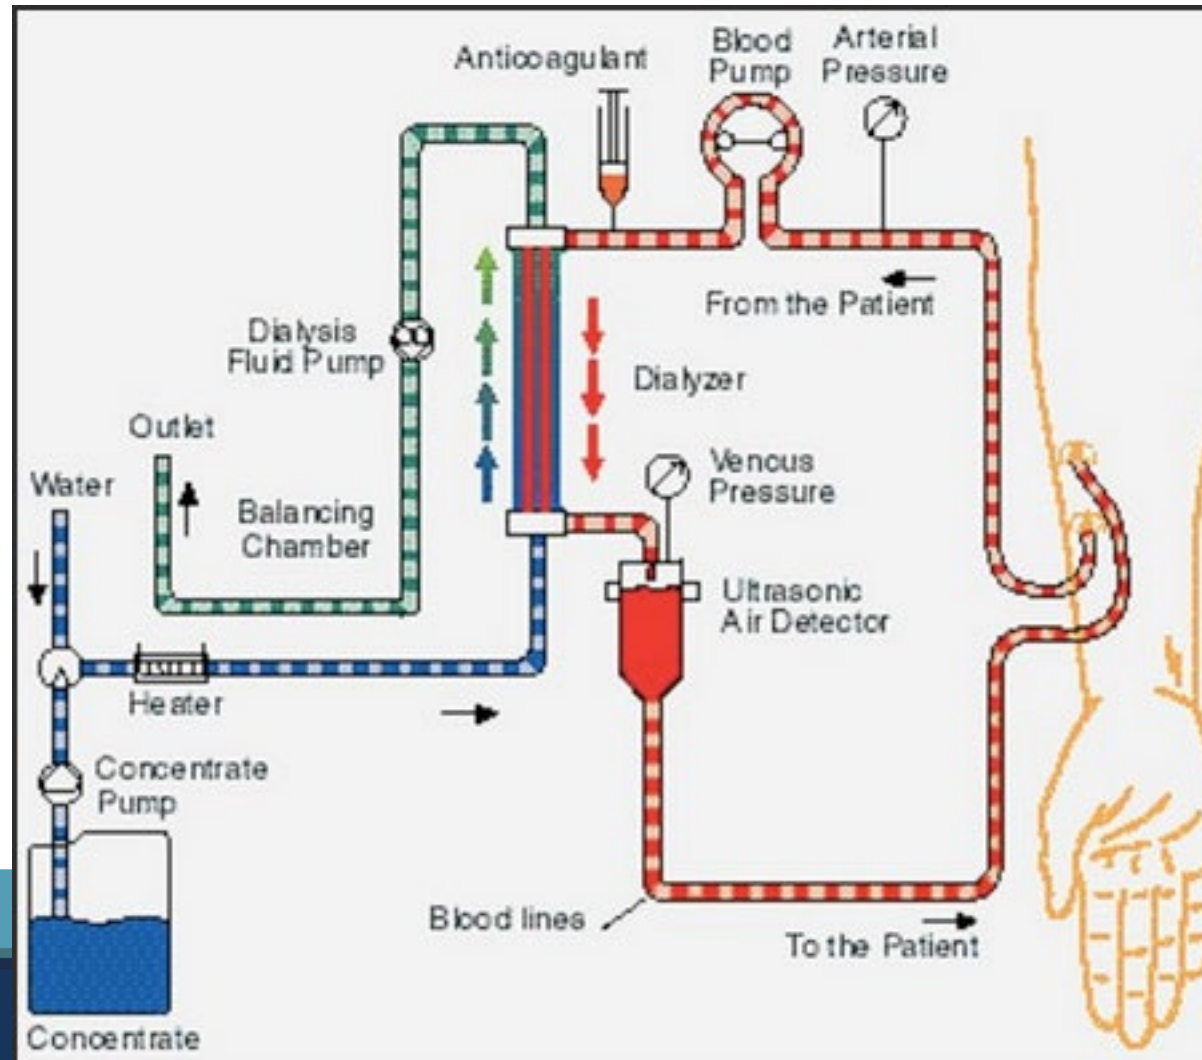 Anticoagulant
Blood
Pump
Arterial
Pressure
From the Patient
Dialysis
Fluid Pump
Dialyzer
Outlet
Water
Balancing
Chamber
Venous
Pressure
Ultrasonic
Air Detector
Heater
Concentrate
Pump
Blood lines
To the Patient
Concentrate